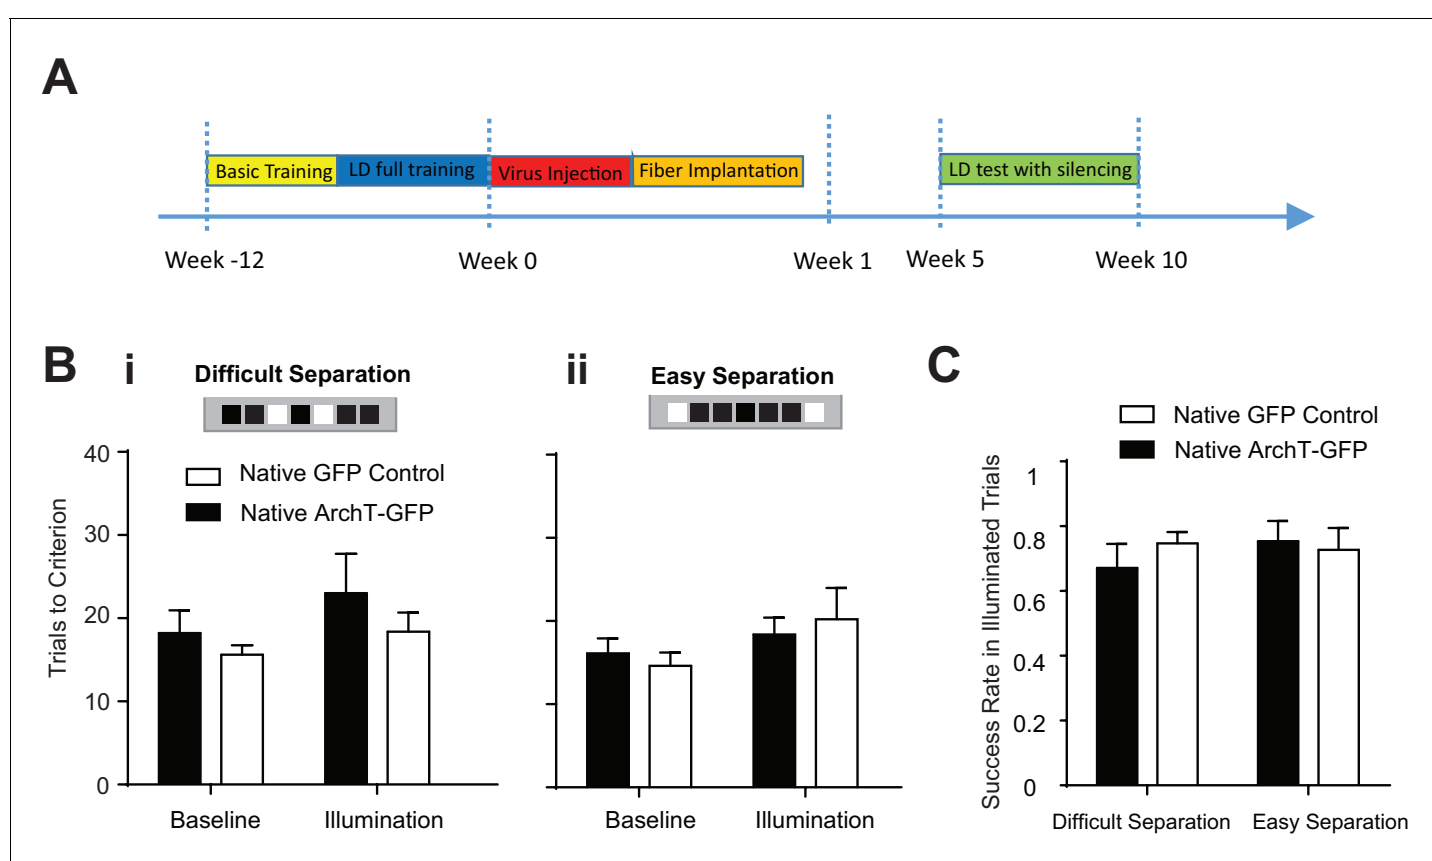 A
Basic Training
LD full training
Virus Injection
Fiber Implantation
LD test with silencing
Week -12
Week 0
Week 1
Week 5
Week 10
B
i
Difficult Separation
Native GFP Control
Native ArchT-GFP
Trials to Criterion
40
30
20
10
0
Baseline
Illumination
ii
Easy Separation
Baseline
Illumination
C
Native GFP Control
Native ArchT-GFP
Success Rate in Illuminated Trials
1
0.8
0.6
0.4
0.2
0
Difficult Separation
Easy Separation